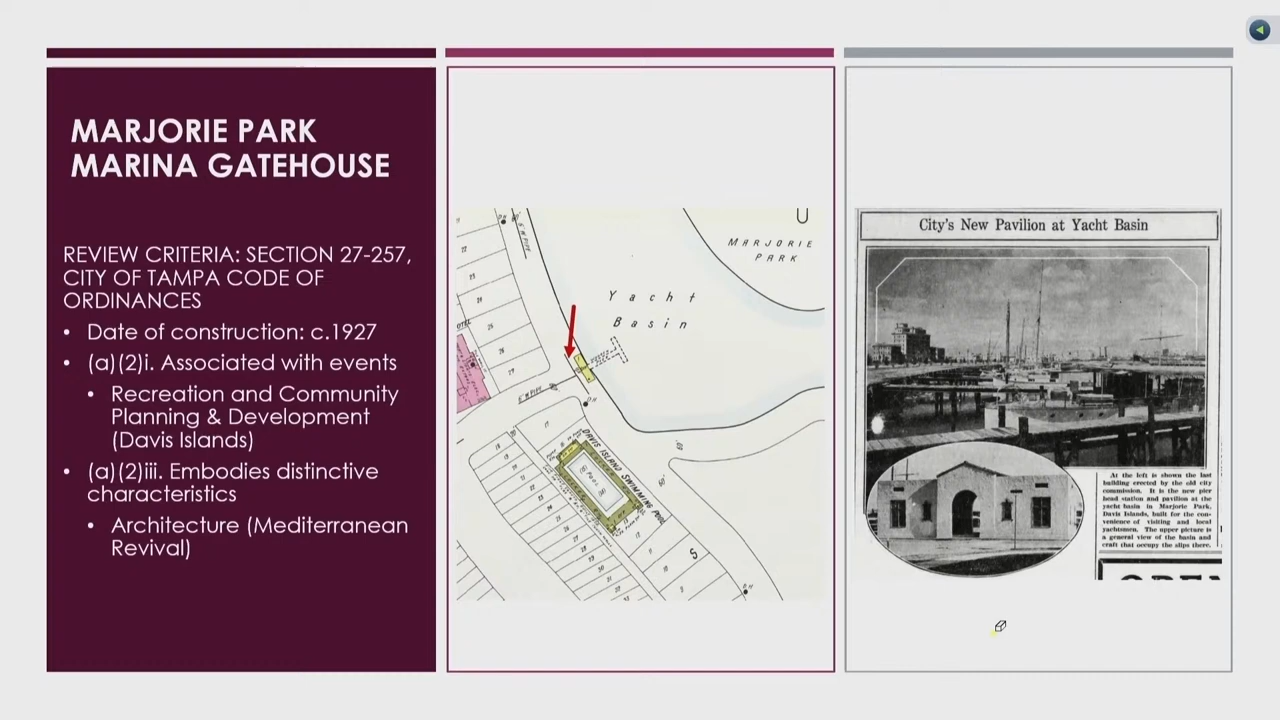 MARJORIE PARK
MARINA GATEHOUSE
REVIEW CRITERIA: SECTION 27-257,
CITY OF TAMPA CODE OF
ORDINANCES
• Date of construction: c.1927
• (a)(2)i. Associated with events
• Recreation and Community
Planning & Development
(Davis Islands)
• (a)(2)iii. Embodies distinctive
characteristics
• Architecture (Mediterranean
Revival)
U
MARJORIE
PARK
Yacht
Basin
DAVIS ISLAND SWIMMING POOL
5
City's New Pavilion at Yacht Basin
At the left is shown the last
building erected by the old city
commission. It is the new pier
head station and pavilion at the
yacht basin in Marjorie Park,
Davis Islands, built for the con-
venience of visiting and local
yachtsmen. The upper picture is
a general view of the basin and
craft that occupy the slips there.